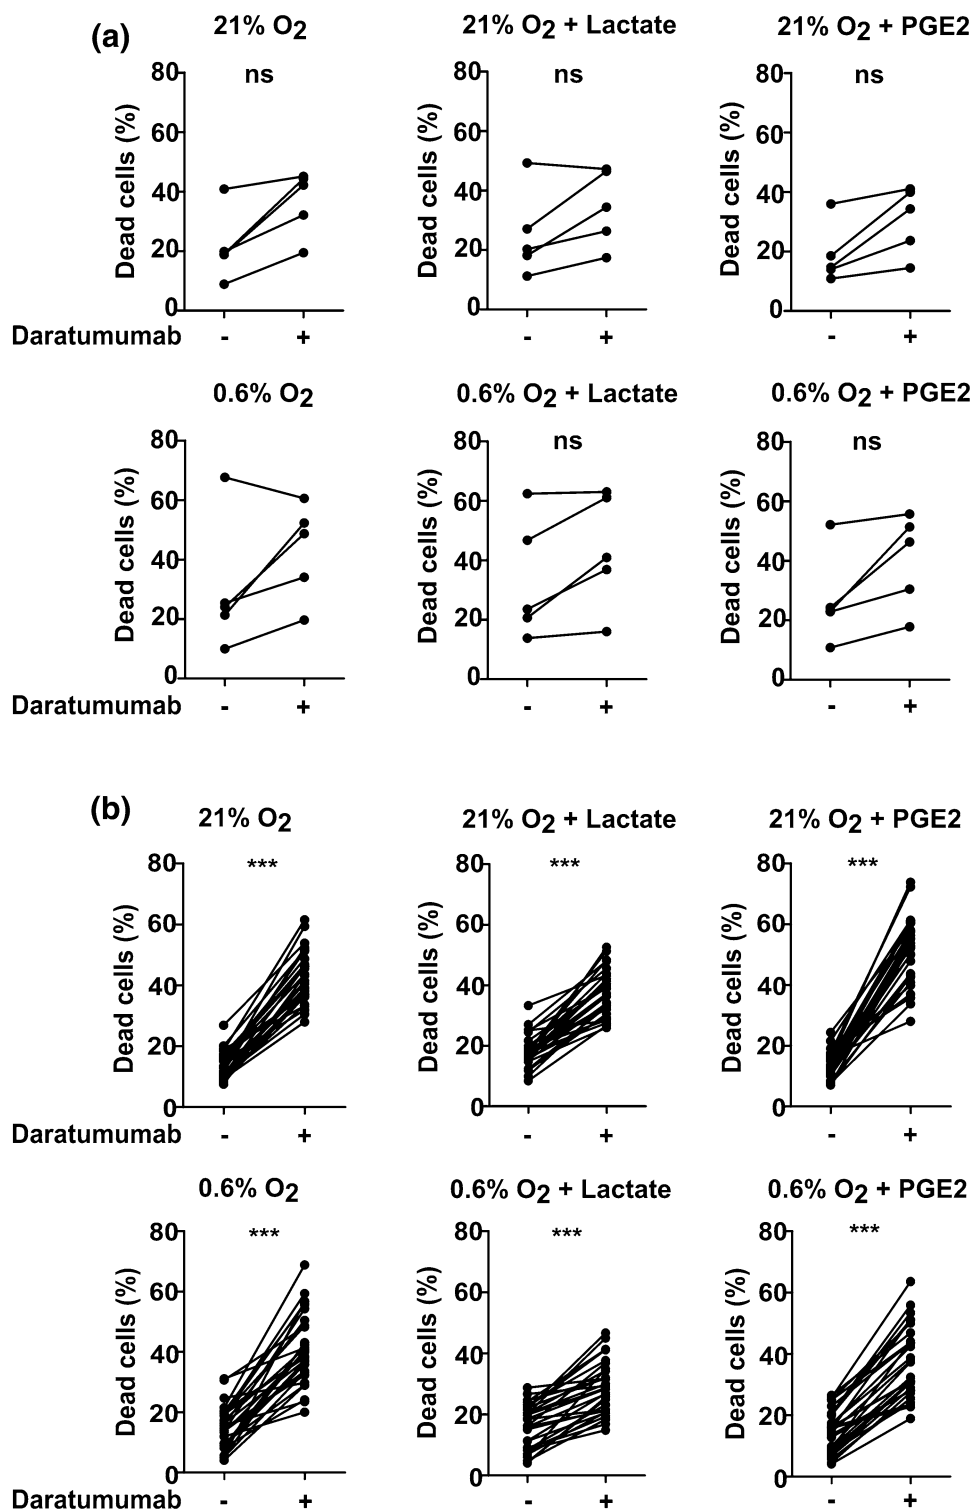 (a)
21% O2
21% O2 + Lactate
21% O2 + PGE2
ns
ns
ns
Dead cells (%)
80
60
40
20
0
Dead cells (%)
80
60
40
20
0
Dead cells (%)
80
60
40
20
0
Daratumumab - +
- +
- +
0.6% O2
0.6% O2 + Lactate
0.6% O2 + PGE2
ns
ns
Dead cells (%)
80
60
40
20
0
Dead cells (%)
80
60
40
20
0
Dead cells (%)
80
60
40
20
0
Daratumumab - +
- +
- +
(b)
21% O2
21% O2 + Lactate
21% O2 + PGE2
***
***
***
Dead cells (%)
80
60
40
20
0
Dead cells (%)
80
60
40
20
0
Dead cells (%)
80
60
40
20
0
Daratumumab - +
- +
- +
0.6% O2
0.6% O2 + Lactate
0.6% O2 + PGE2
***
***
***
Dead cells (%)
80
60
40
20
0
Dead cells (%)
80
60
40
20
0
Dead cells (%)
80
60
40
20
0
Daratumumab - +
- +
- +